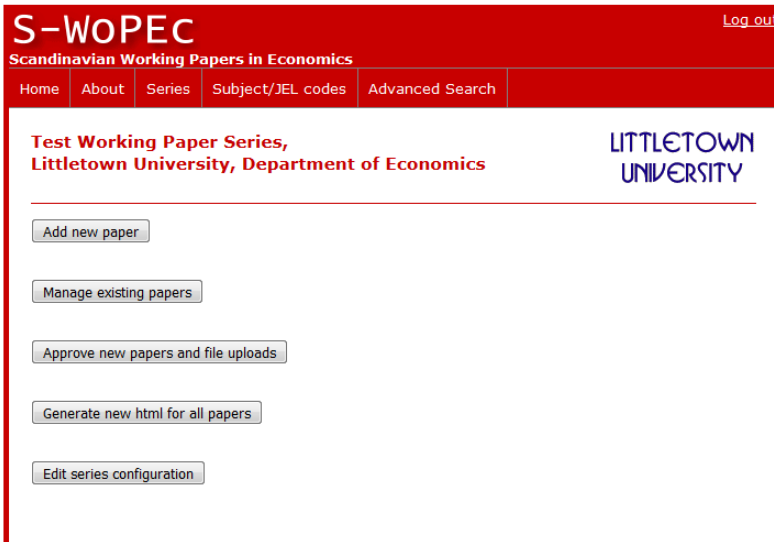 S-WoPEc
Log out
Scandinavian Working Papers in Economics
Home About Series Subject/JEL codes Advanced Search
Test Working Paper Series,
Littletown University, Department of Economics
LITTLETOWN
UNIVERSITY
Add new paper
Manage existing papers
Approve new papers and file uploads
Generate new html for all papers
Edit series configuration